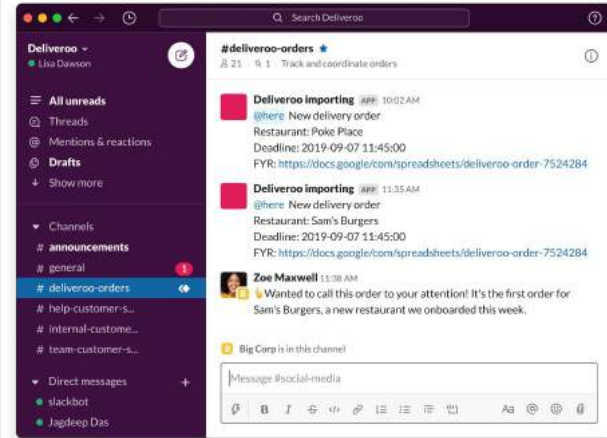 Search Deliveroo
Deliveroo
Lisa Dawson
All unreads
Threads
Mentions & reactions
Drafts
Show more
Channels
# announcements
# general 1
# deliveroo-orders
# help-customer-s...
# internal-custome...
# team-customer-s...
Direct messages +
slackbot
Jagdeep Das
#deliveroo-orders
21 1 Track and coordinate orders
Deliveroo importing APP 10:02 AM
@here New delivery order
Restaurant: Poke Place
Deadline: 2019-09-07 11:45:00
FYR: https://docs.google.com/spreadsheets/deliveroo-order-7524284
Deliveroo importing APP 11:35 AM
@here New delivery order
Restaurant: Sam's Burgers
Deadline: 2019-09-07 11:45:00
FYR: https://docs.google.com/spreadsheets/deliveroo-order-7524284
Zoe Maxwell 11:38 AM
Wanted to call this order to your attention! It's the first order for
Sam's Burgers, a new restaurant we onboarded this week.
Big Corp is in this channel
Message #social-media
B I Aa